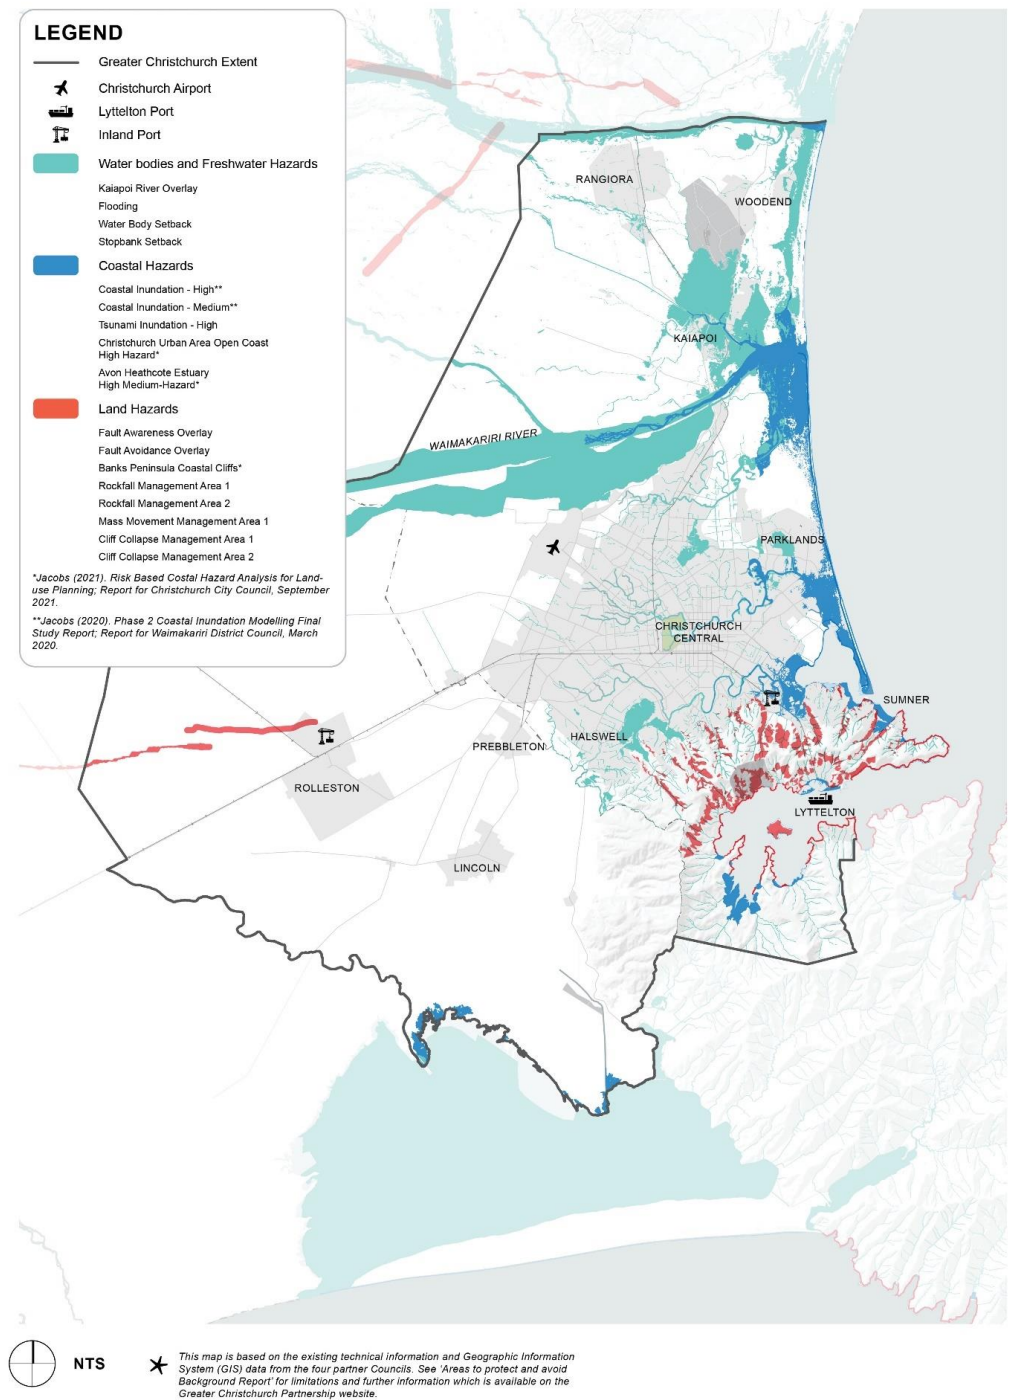 LEGEND
Greater Christchurch Extent
Christchurch Airport
Lyttelton Port
Inland Port
Water bodies and Freshwater Hazards
Kaiapoi River Overlay
Flooding
Water Body Setback
Stopbank Setback
Coastal Hazards
Coastal Inundation - High**
Coastal Inundation - Medium**
Tsunami Inundation - High
Christchurch Urban Area Open Coast
High Hazard*
Avon Heathcote Estuary
High Medium-Hazard*
Land Hazards
Fault Awareness Overlay
Fault Avoidance Overlay
Banks Peninsula Coastal Cliffs*
Rockfall Management Area 1
Rockfall Management Area 2
Mass Movement Management Area 1
Cliff Collapse Management Area 1
Cliff Collapse Management Area 2
*Jacobs (2021). Risk Based Costal Hazard Analysis for Land-
use Planning; Report for Christchurch City Council, September
2021.
**Jacobs (2020). Phase 2 Coastal Inundation Modelling Final
Study Report; Report for Waimakariri District Council, March
2020.
RANGIORA
WOODEND
KAIAPOI
WAIMAKARIRI RIVER
PARKLANDS
CHRISTCHURCH
CENTRAL
SUMNER
HALSWELL
PREBBLETON
ROLLESTON
LYTTELTON
LINCOLN
NTS
This map is based on the existing technical information and Geographic Information
System (GIS) data from the four partner Councils. See 'Areas to protect and avoid
Background Report' for limitations and further information which is available on the
Greater Christchurch Partnership website.